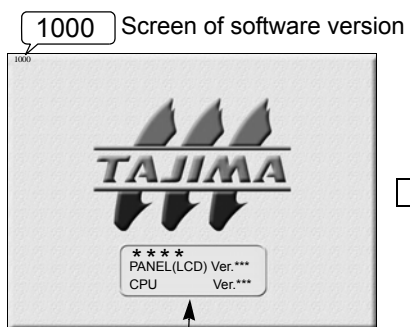 1000 Screen of software version
1000
TAJIMA
****
PANEL(LCD) Ver.***
CPU Ver.***